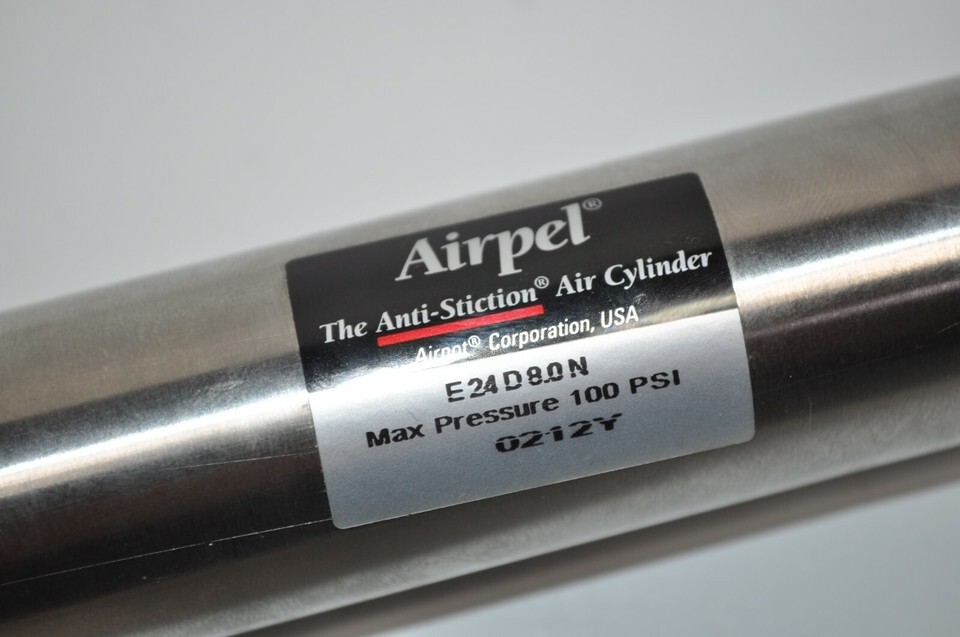 Airpel®
The Anti-Stiction® Air Cylinder
Airpot® Corporation, USA
E24D8.0N
Max Pressure 100 PSI
0212Y